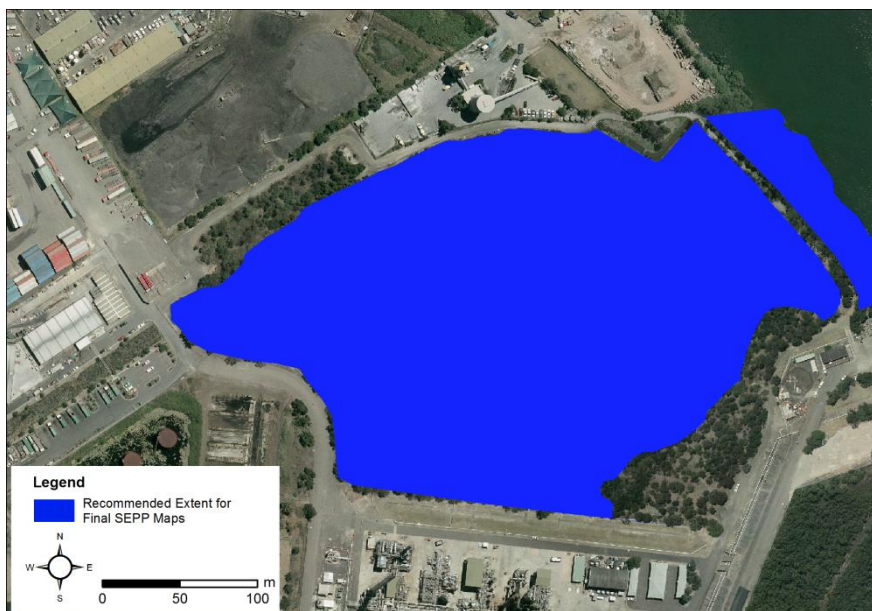 Legend
Recommended Extent for
Final SEPP Maps
N
W E
S
0 50 100 m